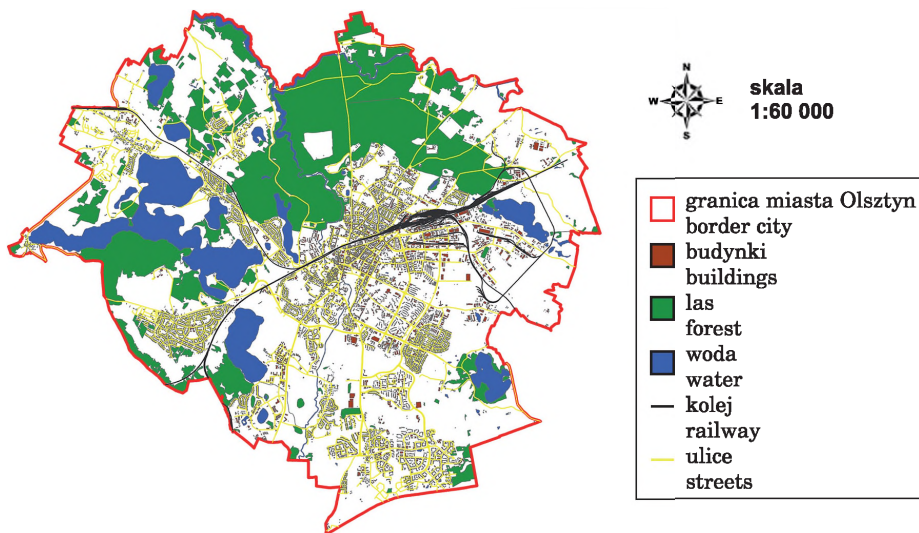 N
W E
S
skala
1:60 000
granica miasta Olsztyn
border city
budynki
buildings
las
forest
woda
water
kolej
railway
ulice
streets